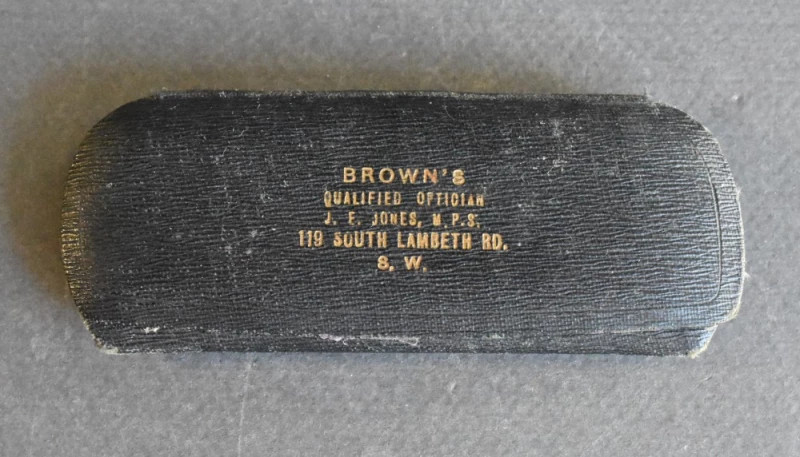 BROWN'S
QUALIFIED OPTICIAN
J. E. JONES, M.P.S.
119 SOUTH LAMBETH RD.
S. W.